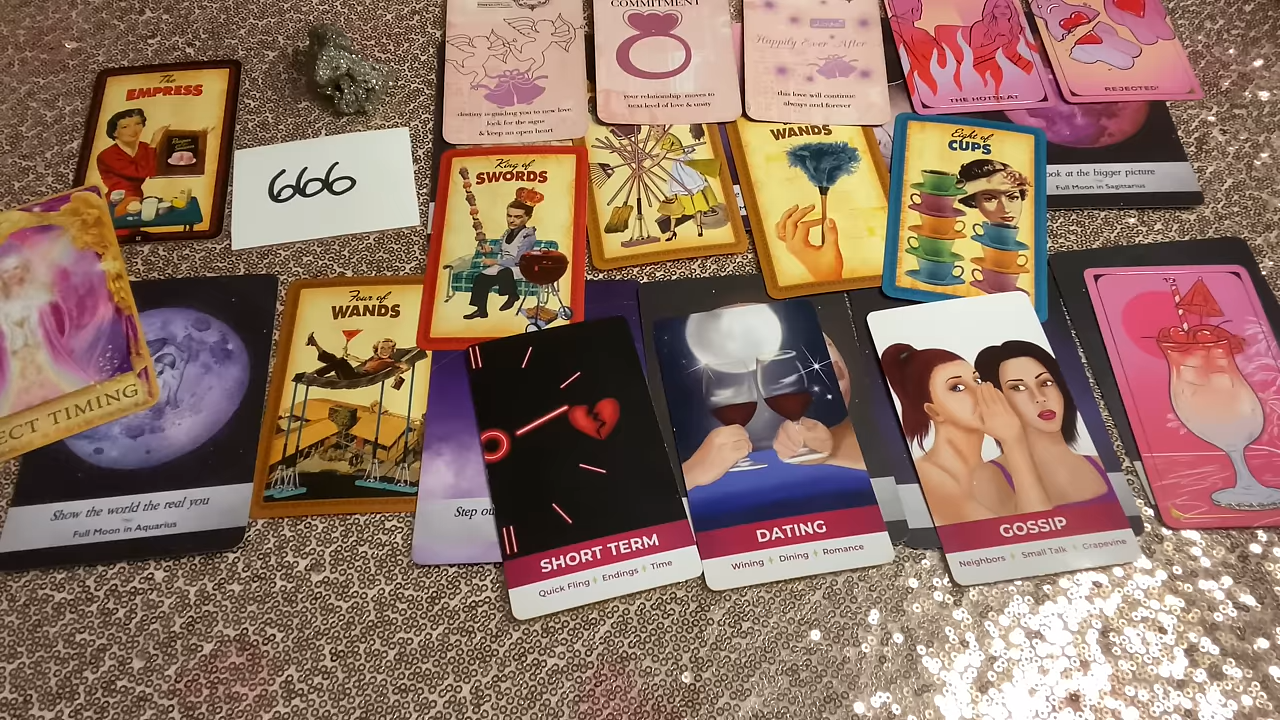 COMMITMENT
destiny is guiding you to new love
look for the signs
& keep an open heart
your relationship moves to
next level of love & unity
Happily Ever After
this love will continue
always and forever
THE HOTSEAT
REJECTED!
The
EMPRESS
666
King of
SWORDS
WANDS
Eight of
CUPS
ook at the bigger picture
Full Moon in Sagittarius
ECT TIMING
Show the world the real you
Full Moon in Aquarius
Four of
WANDS
Step ou
SHORT TERM
Quick Fling Endings Time
DATING
Wining Dining Romance
GOSSIP
Neighbors Small Talk Grapevine